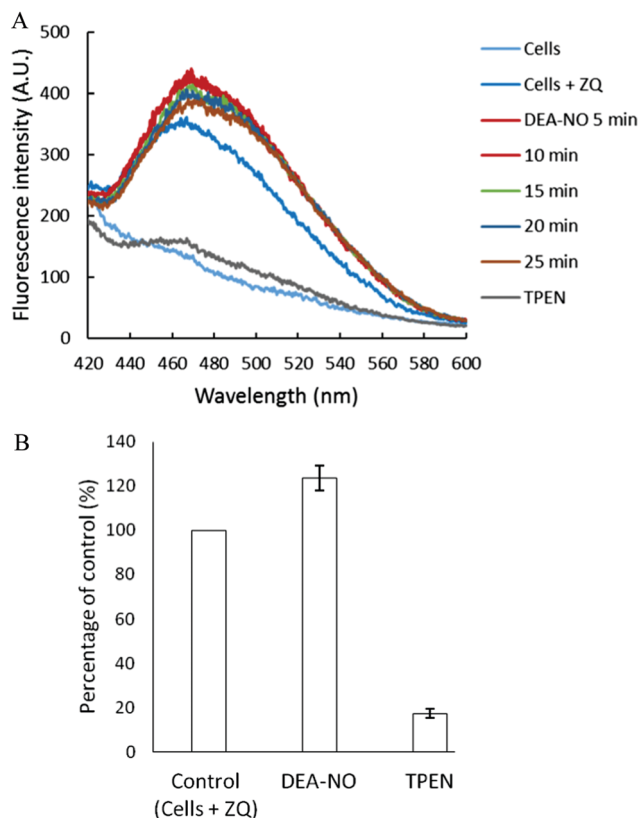 A
Fluorescence intensity (A.U.)
500
400
300
200
100
0
420 440 460 480 500 520 540 560 580 600
Wavelength (nm)
Cells
Cells + ZQ
DEA-NO 5 min
10 min
15 min
20 min
25 min
TPEN
B
Percentage of control (%)
140
120
100
80
60
40
20
0
Control DEA-NO TPEN
(Cells + ZQ)